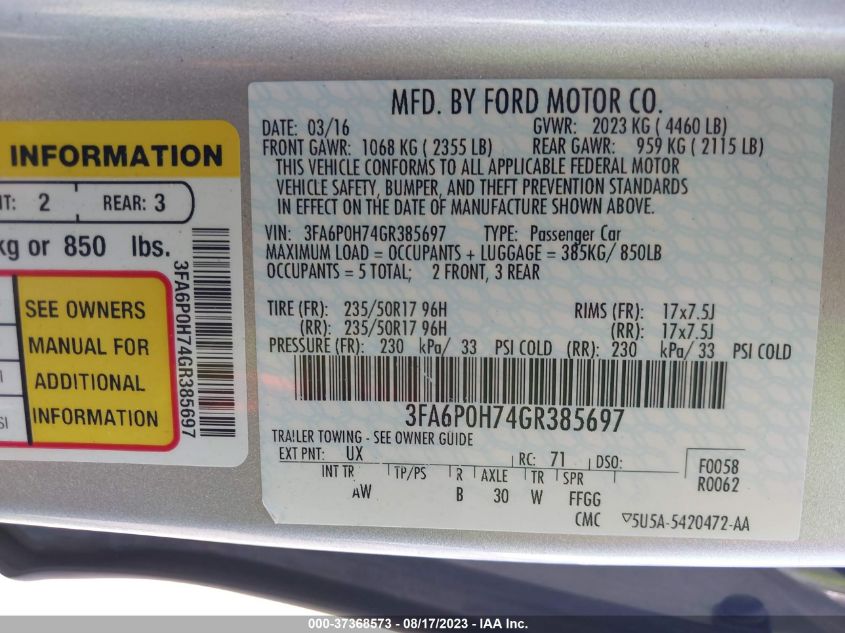 MFD. BY FORD MOTOR CO.
DATE: 03/16 GVWR: 2023 KG ( 4460 LB)
FRONT GAWR: 1068 KG ( 2355 LB) REAR GAWR: 959 KG ( 2115 LB)
THIS VEHICLE CONFORMS TO ALL APPLICABLE FEDERAL MOTOR
VEHICLE SAFETY, BUMPER, AND THEFT PREVENTION STANDARDS
IN EFFECT ON THE DATE OF MANUFACTURE SHOWN ABOVE.
VIN: 3FA6P0H74GR385697 TYPE: Passenger Car
MAXIMUM LOAD = OCCUPANTS + LUGGAGE = 385KG/ 850LB
OCCUPANTS = 5 TOTAL; 2 FRONT, 3 REAR
TIRE (FR): 235/50R17 96H RIMS (FR): 17x7.5J
(RR): 235/50R17 96H (RR): 17x7.5J
PRESSURE (FR): 230 kPa/ 33 PSI COLD (RR): 230 kPa/ 33 PSI COLD
3FA6P0H74GR385697
TRAILER TOWING - SEE OWNER GUIDE
EXT PNT: UX RC: 71 DSO: F0058
INT TR TP/PS R AXLE TR SPR R0062
AW B 30 W FFGG
CMC ▽5U5A-5420472-AA
INFORMATION
2 REAR: 3
kg or 850 lbs.
SEE OWNERS
MANUAL FOR
ADDITIONAL
INFORMATION
3FA6P0H74GR385697
000-37368573 - 08/17/2023 - IAA Inc.